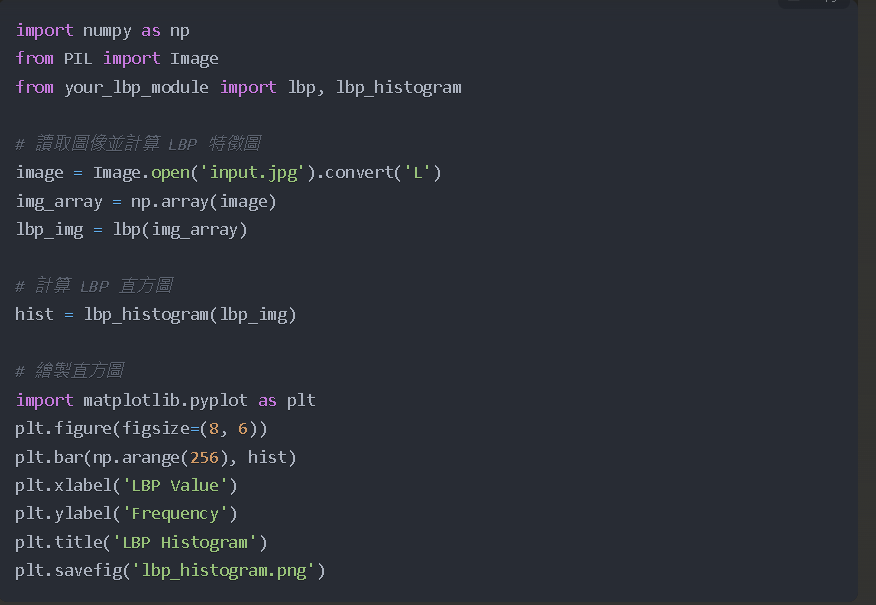 import numpy as np
from PIL import Image
from your_lbp_module import lbp, lbp_histogram
# 讀取圖像並計算 LBP 特徵圖
image = Image.open('input.jpg').convert('L')
img_array = np.array(image)
lbp_img = lbp(img_array)
# 計算 LBP 直方圖
hist = lbp_histogram(lbp_img)
# 繪製直方圖
import matplotlib.pyplot as plt
plt.figure(figsize=(8, 6))
plt.bar(np.arange(256), hist)
plt.xlabel('LBP Value')
plt.ylabel('Frequency')
plt.title('LBP Histogram')
plt.savefig('lbp_histogram.png')